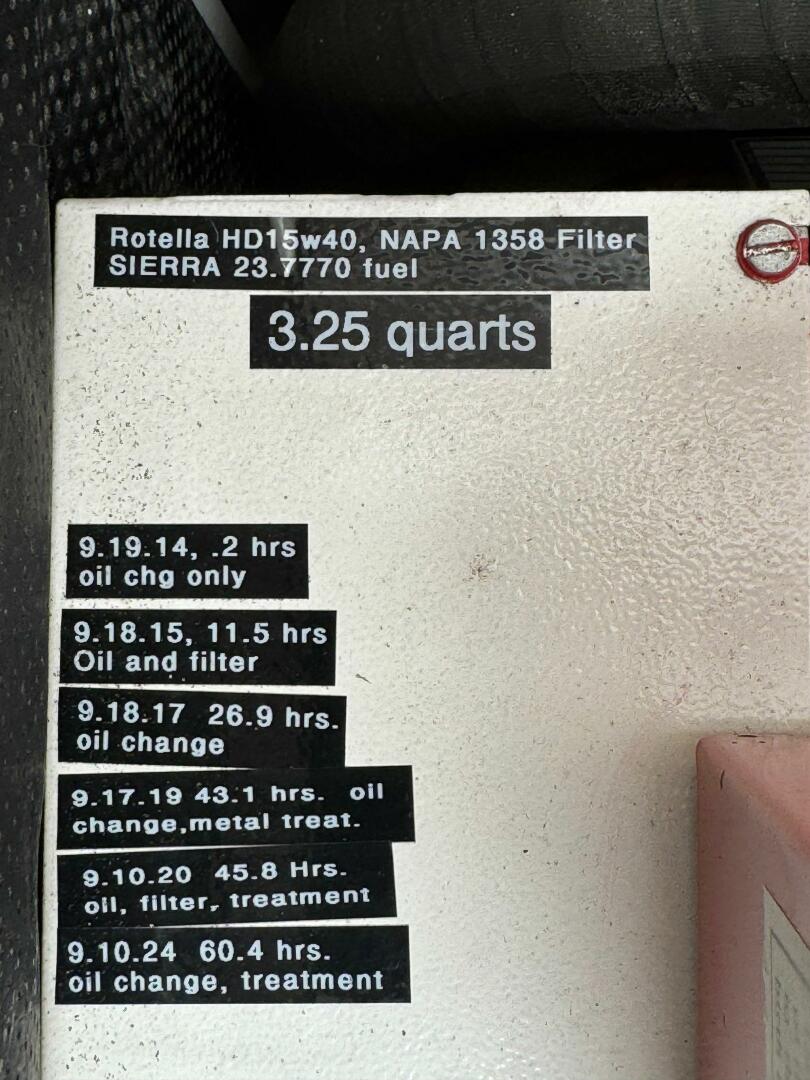 Rotella HD15w40, NAPA 1358 Filter
SIERRA 23.7770 fuel
3.25 quarts
9.19.14, .2 hrs
oil chg only
9.18.15, 11.5 hrs
Oil and filter
9.18.17 26.9 hrs.
oil change
9.17.19 43.1 hrs. oil
change,metal treat.
9.10.20 45.8 Hrs.
oil, filter, treatment
9.10.24 60.4 hrs.
oil change, treatment